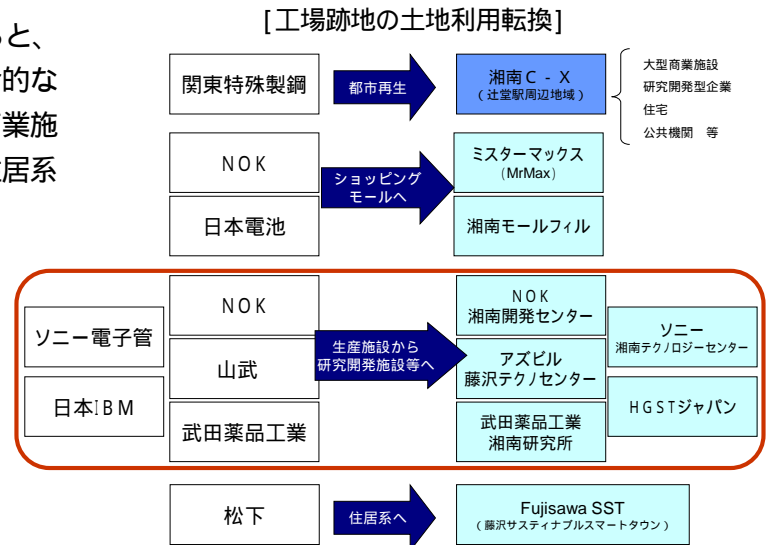 [工場跡地の土地利用転換]
ると、
的な
業施
居系
関東特殊製鋼
都市再生
湘南C-X
（辻堂駅周辺地域）
大型商業施設
研究開発型企業
住宅
公共機関 等
NOK
日本電池
ショッピング
モールへ
ミスターマックス
(MrMax)
湘南モールフィル
ソニー電子管
日本IBM
NOK
山武
武田薬品工業
生産施設から
研究開発施設等へ
NOK
湘南開発センター
アズビル
藤沢テクノセンター
武田薬品工業
湘南研究所
ソニー
湘南テクノロジーセンター
HGSTジャパン
松下
住居系へ
Fujisawa SST
（藤沢サスティナブルスマートタウン）